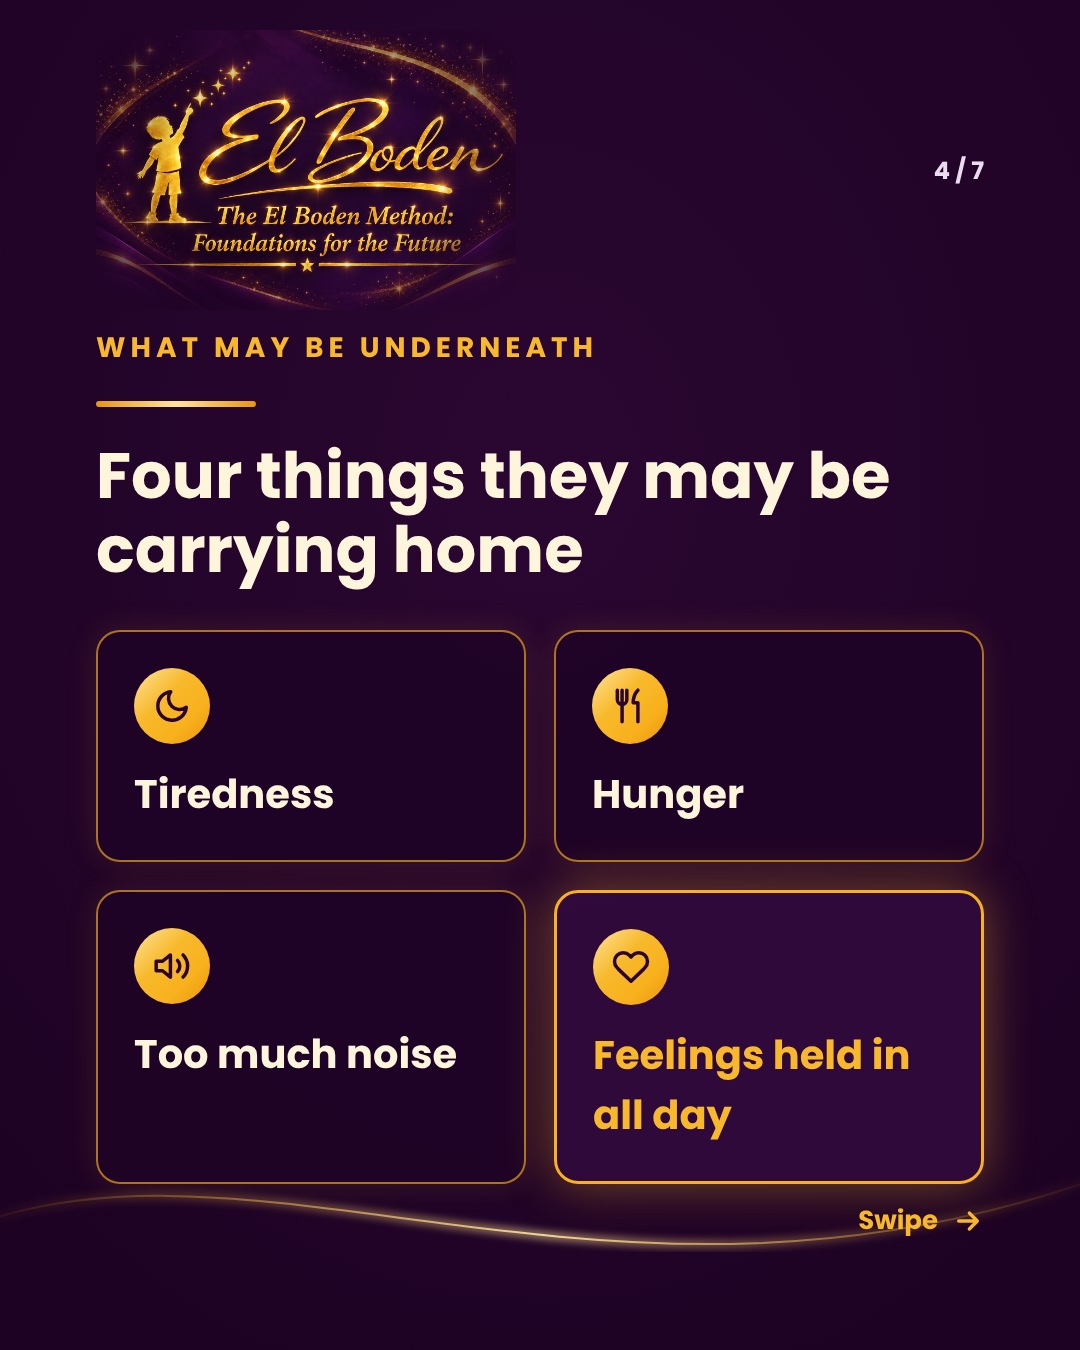 El Boden
The El Boden Method:
Foundations for the Future
4/7
WHAT MAY BE UNDERNEATH
Four things they may be
carrying home
Tiredness
Hunger
Too much noise
Feelings held in
all day
Swipe →